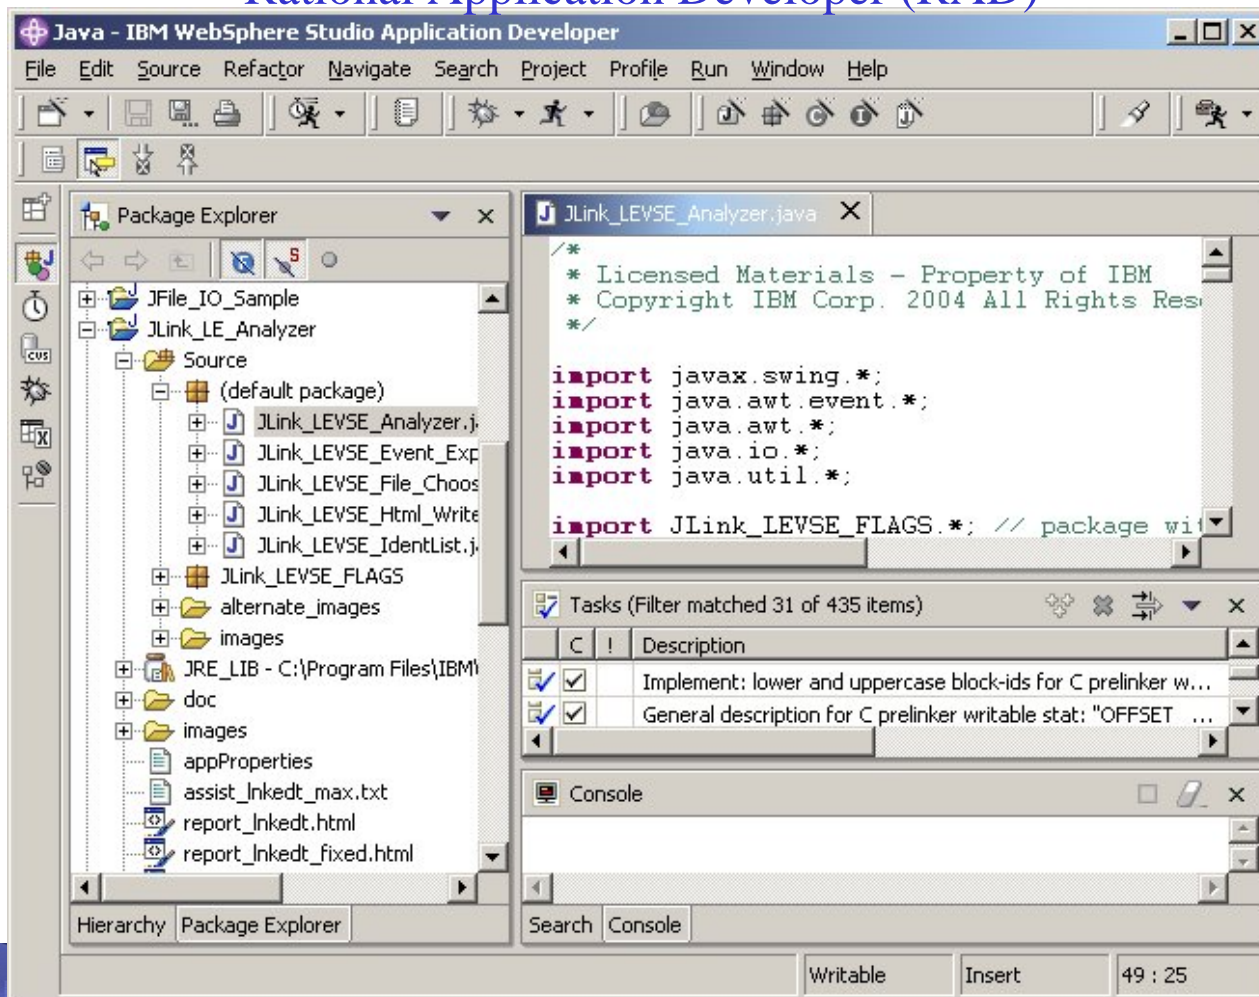 Rational Application Developer (RAD)
Java - IBM WebSphere Studio Application Developer
File Edit Source Refactor Navigate Search Project Profile Run Window Help
Package Explorer
JFile_IO_Sample
JLink_LE_Analyzer
Source
(default package)
JLink_LEVSE_Analyzer.j
JLink_LEVSE_Event_Exp
JLink_LEVSE_File_Choos
JLink_LEVSE_Html_Write
JLink_LEVSE_IdentList.j
JLink_LEVSE_FLAGS
alternate_images
images
JRE_LIB - C:\Program Files\IBM\
doc
images
appProperties
assist_lnkedt_max.txt
report_lnkedt.html
report_lnkedt_fixed.html
Hierarchy Package Explorer
JLink_LEVSE_Analyzer.java
/*
* Licensed Materials - Property of IBM
* Copyright IBM Corp. 2004 All Rights Res
*/
import javax.swing.*;
import java.awt.event.*;
import java.awt.*;
import java.io.*;
import java.util.*;
import JLink_LEVSE_FLAGS.*; // package wi
Tasks (Filter matched 31 of 435 items)
C ! Description
Implement: lower and uppercase block-ids for C prelinker w...
General description for C prelinker writable stat: "OFFSET ...
Console
Search Console
Writable Insert 49 : 25
CVS